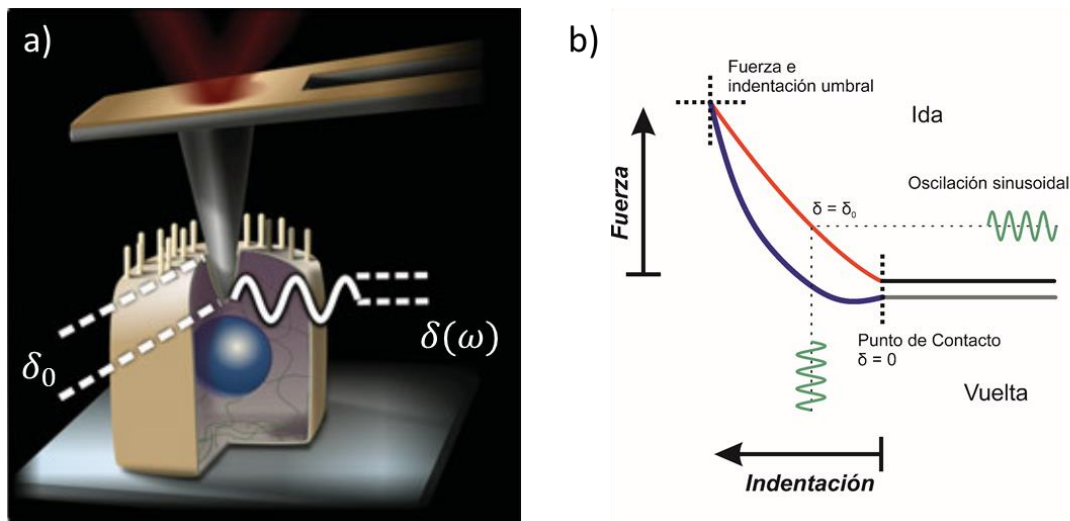 a)
δ₀
δ(ω)
b)
Fuerza e
indentación umbral
Ida
Oscilación sinusoidal
δ = δ₀
Fuerza
Punto de Contacto
δ = 0
Vuelta
Indentación